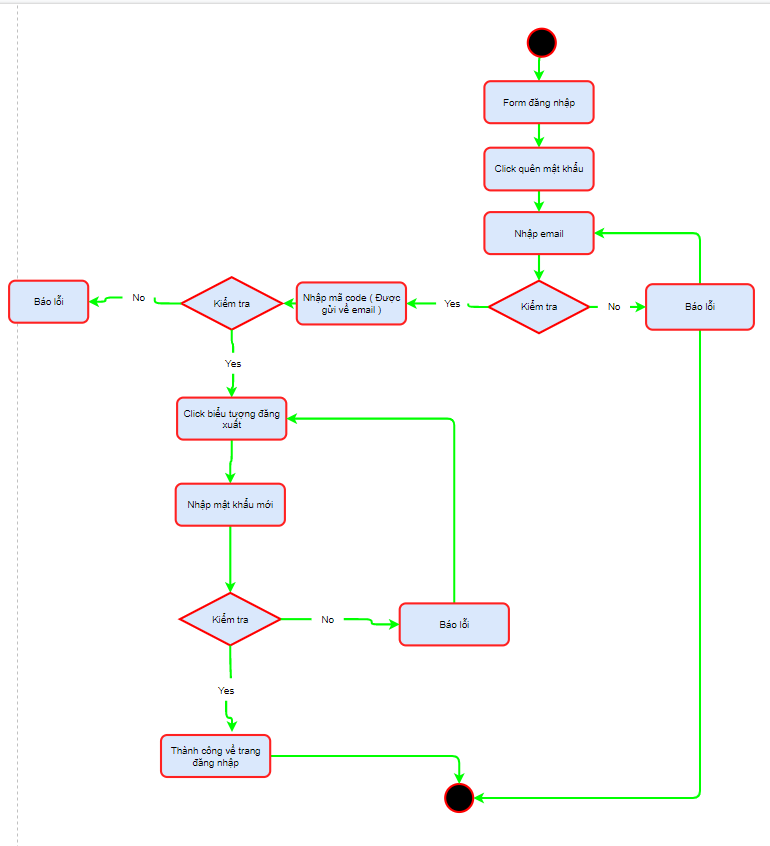 Form đăng nhập
Click quên mật khẩu
Nhập email
Kiểm tra
No
Báo lỗi
Yes
Nhập mã code ( Được
gửi về email )
Kiểm tra
No
Báo lỗi
Yes
Click biểu tượng đăng
xuất
Nhập mật khẩu mới
Kiểm tra
No
Báo lỗi
Yes
Thành công về trang
đăng nhập